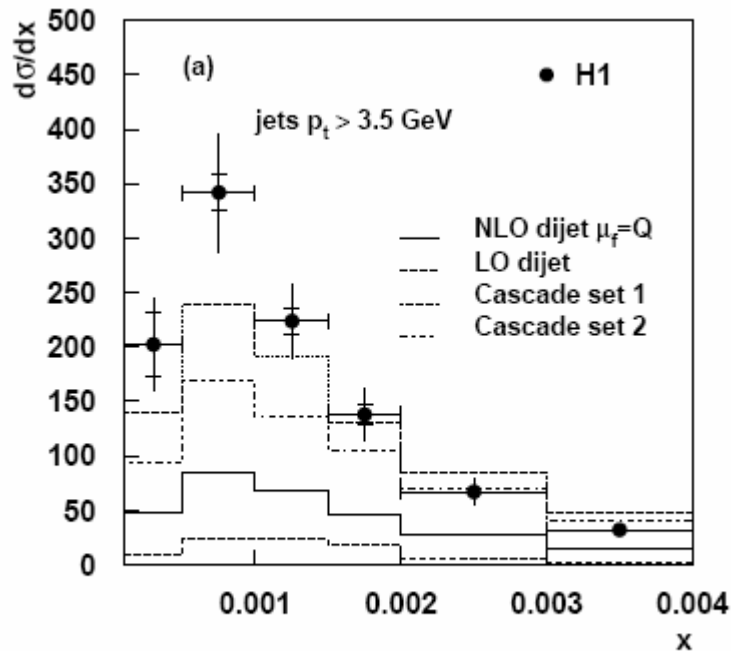 dσ/dx
500
450
400
350
300
250
200
150
100
50
0
(a)
H1
jets p_t > 3.5 GeV
NLO dijet μ_f=Q
LO dijet
Cascade set 1
Cascade set 2
0.001 0.002 0.003 0.004
x